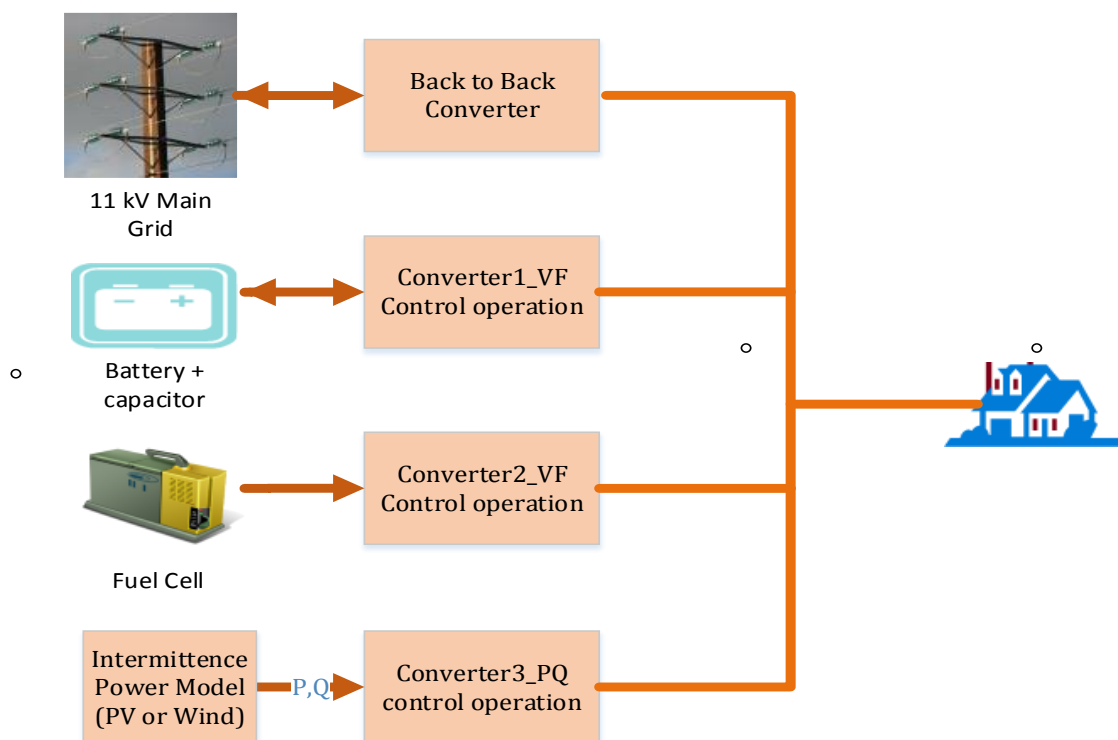 Back to Back
Converter
11 kV Main
Grid
Converter1_VF
Control operation
Battery +
capacitor
Converter2_VF
Control operation
Fuel Cell
Intermittence
Power Model
(PV or Wind)
P,Q
Converter3_PQ
control operation